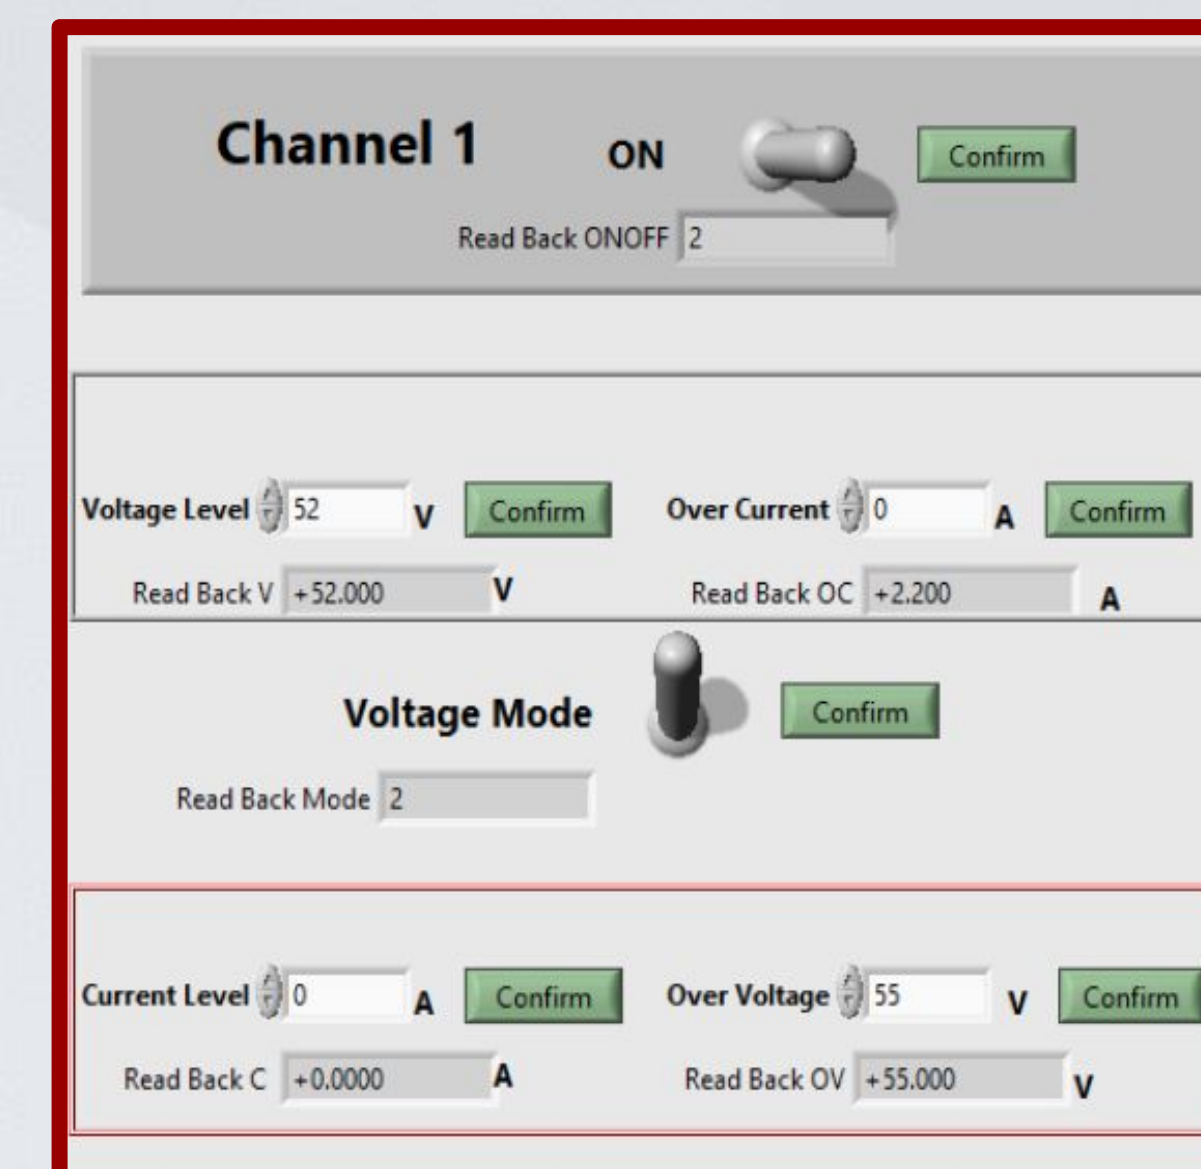 Channel 1 ON Confirm
Read Back ONOFF 2
Voltage Level 52 V Confirm Over Current 0 A Confirm
Read Back V +52.000 V Read Back OC +2.200 A
Voltage Mode Confirm
Read Back Mode 2
Current Level 0 A Confirm Over Voltage 55 V Confirm
Read Back C +0.0000 A Read Back OV +55.000 V